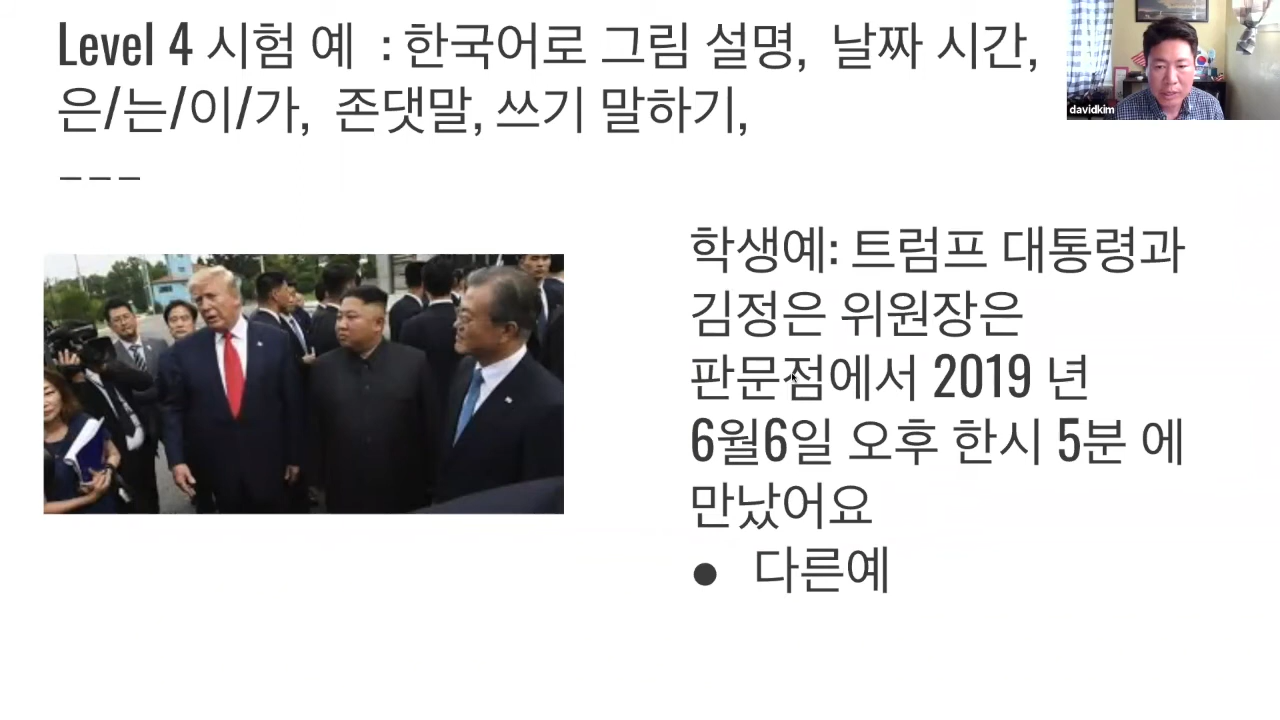 Level 4 시험 예 : 한국어로 그림 설명, 날짜 시간,
은/는/이/가, 존댓말, 쓰기 말하기,
---
davidkim
학생예: 트럼프 대통령과
김정은 위원장은
판문점에서 2019 년
6월6일 오후 한시 5분 에
만났어요
● 다른예